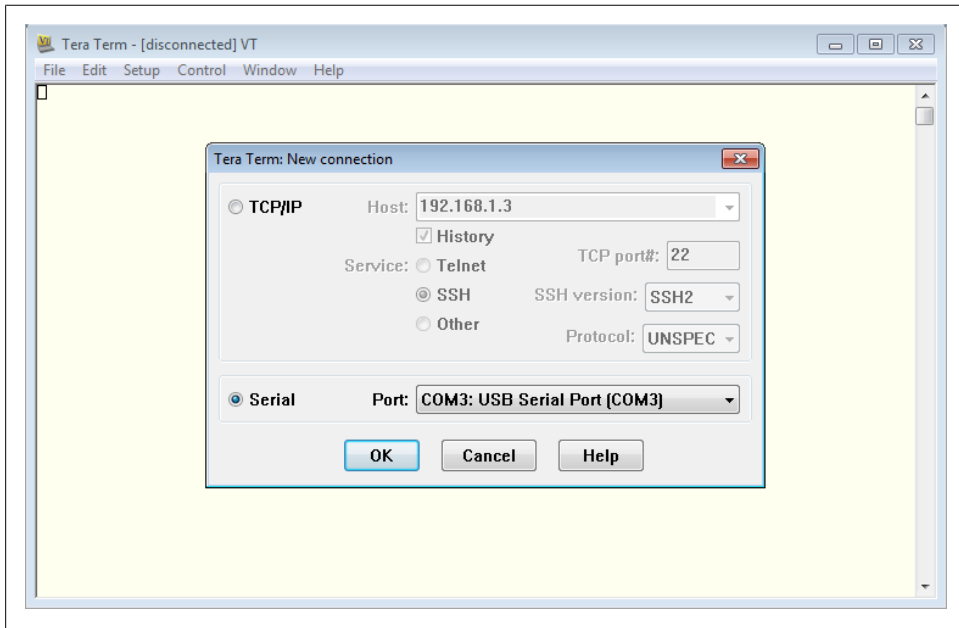 Tera Term - [disconnected] VT
File Edit Setup Control Window Help
Tera Term: New connection
TCP/IP Host: 192.168.1.3
History
Service: Telnet TCP port#: 22
SSH SSH version: SSH2
Other Protocol: UNSPEC
Serial Port: COM3: USB Serial Port (COM3)
OK Cancel Help